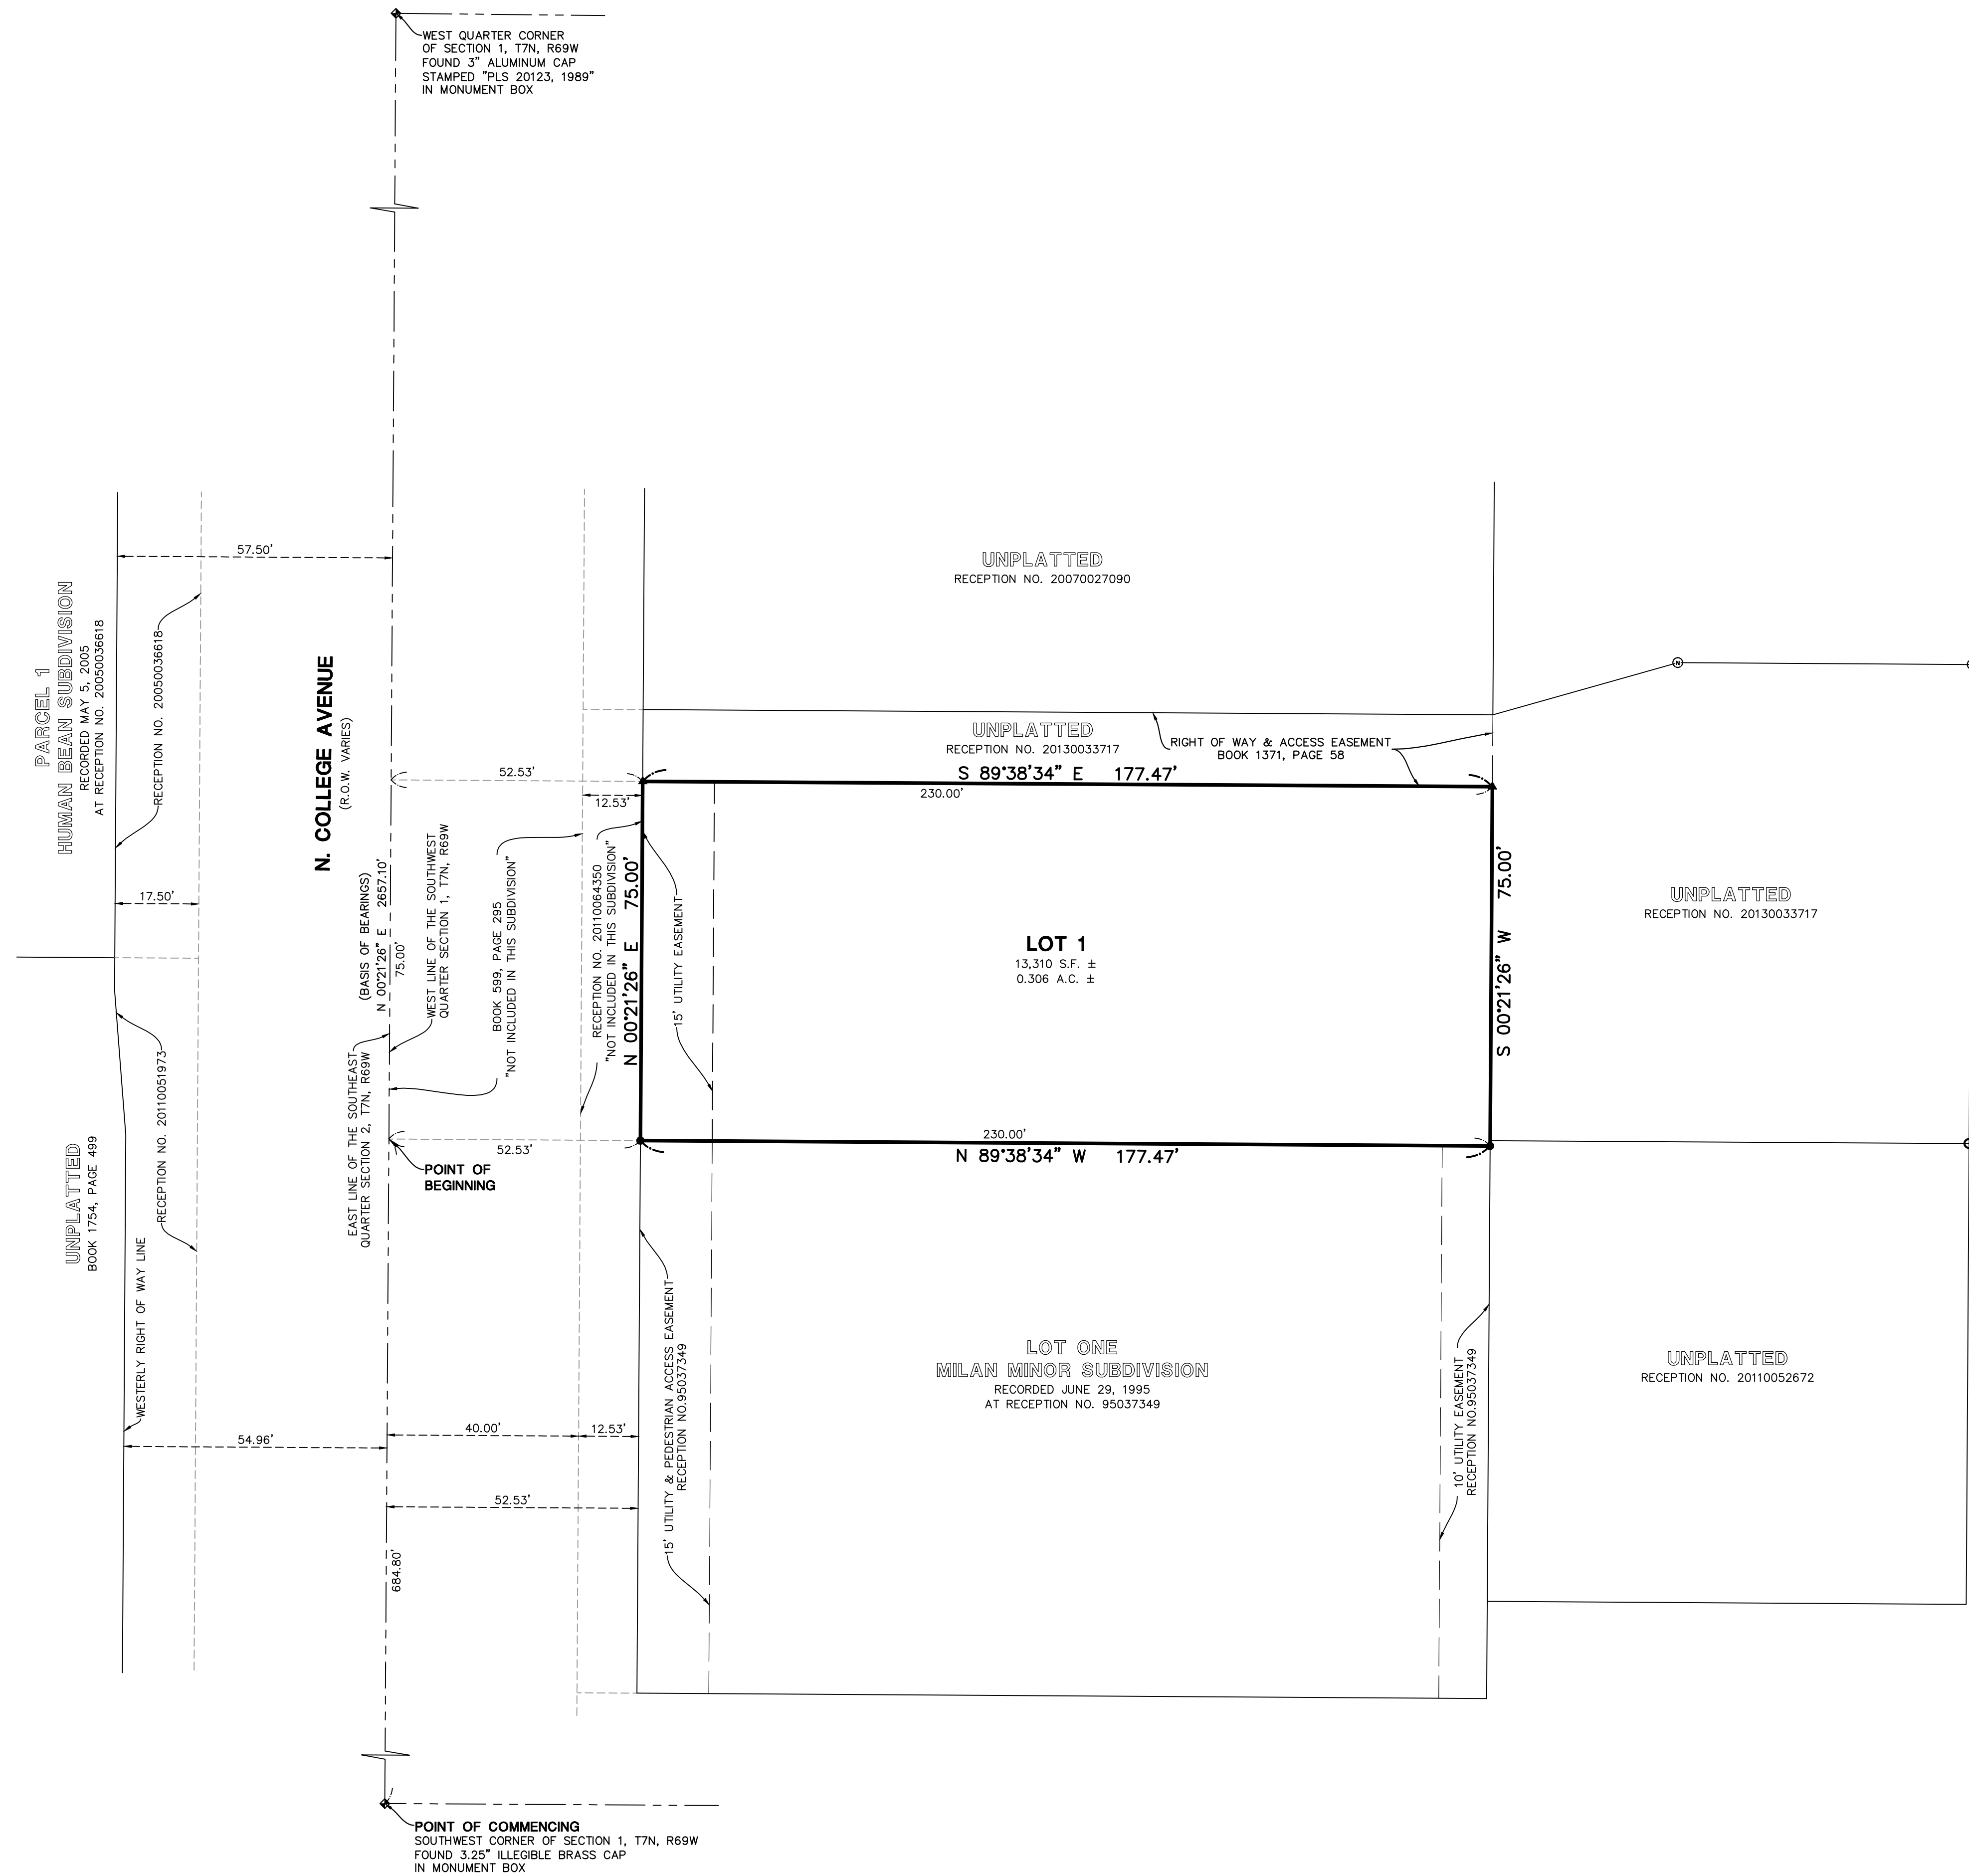 WEST QUARTER CORNER
OF SECTION 1, T7N, R69W
FOUND 3" ALUMINUM CAP
STAMPED "PLS 20123, 1989"
IN MONUMENT BOX
57.50'
UNPLATTED
RECEPTION NO. 20070027090
PARCEL 1
HUMAN BEAN SUBDIVISION
RECORDED MAY 5, 2005
AT RECEPTION NO. 20050036618
RECEPTION NO. 20050036618
N. COLLEGE AVENUE
(R.O.W. VARIES)
UNPLATTED
RECEPTION NO. 20130033717
RIGHT OF WAY & ACCESS EASEMENT
BOOK 1371, PAGE 58
52.53'
S 89°38'34" E 177.47'
230.00'
12.53'
17.50'
(BASIS OF BEARINGS)
N 00°21'26" E 2657.10'
75.00'
WEST LINE OF THE SOUTHWEST
QUARTER SECTION 1, T7N, R69W
BOOK 599, PAGE 295
"NOT INCLUDED IN THIS SUBDIVISION"
RECEPTION NO. 20110064350
"NOT INCLUDED IN THIS SUBDIVISION"
N 00°21'26" E 75.00'
15' UTILITY EASEMENT
LOT 1
13,310 S.F. ±
0.306 A.C. ±
S 00°21'26" W 75.00'
UNPLATTED
RECEPTION NO. 20130033717
RECEPTION NO. 20110051973
EAST LINE OF THE SOUTHEAST
QUARTER SECTION 2, T7N, R69W
52.53'
POINT OF
BEGINNING
230.00'
N 89°38'34" W 177.47'
UNPLATTED
BOOK 1754, PAGE 499
WESTERLY RIGHT OF WAY LINE
15' UTILITY & PEDESTRIAN ACCESS EASEMENT
RECEPTION NO.95037349
LOT ONE
MILAN MINOR SUBDIVISION
RECORDED JUNE 29, 1995
AT RECEPTION NO. 95037349
10' UTILITY EASEMENT
RECEPTION NO.95037349
UNPLATTED
RECEPTION NO. 20110052672
54.96'
40.00'
12.53'
52.53'
684.80'
POINT OF COMMENCING
SOUTHWEST CORNER OF SECTION 1, T7N, R69W
FOUND 3.25" ILLEGIBLE BRASS CAP
IN MONUMENT BOX